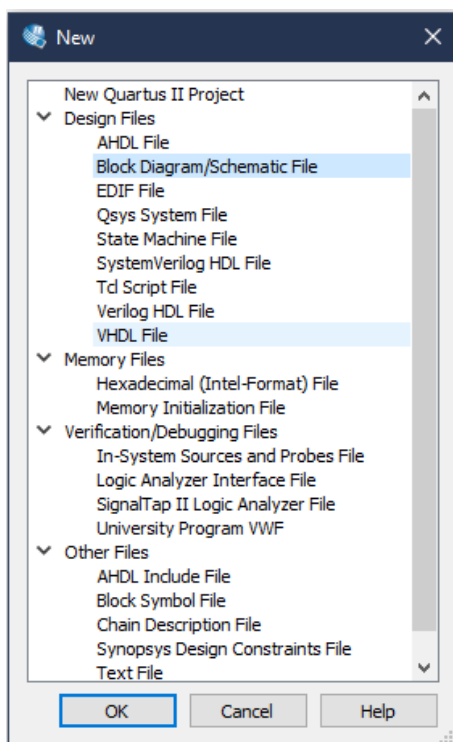 New
New Quartus II Project
Design Files
AHDL File
Block Diagram/Schematic File
EDIF File
Qsys System File
State Machine File
SystemVerilog HDL File
Tcl Script File
Verilog HDL File
VHDL File
Memory Files
Hexadecimal (Intel-Format) File
Memory Initialization File
Verification/Debugging Files
In-System Sources and Probes File
Logic Analyzer Interface File
SignalTap II Logic Analyzer File
University Program VWF
Other Files
AHDL Include File
Block Symbol File
Chain Description File
Synopsys Design Constraints File
Text File
OK Cancel Help